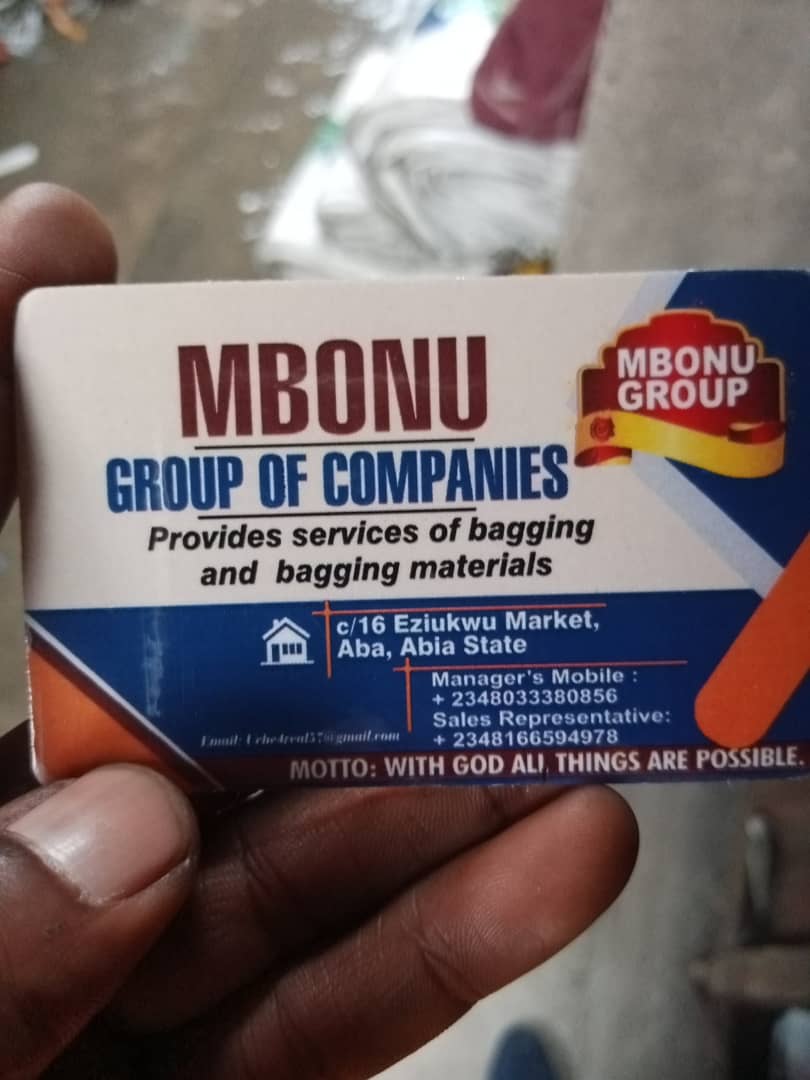 MBONU
GROUP OF COMPANIES
Provides services of bagging
and bagging materials
MBONU
GROUP
c/16 Eziukwu Market,
Aba, Abia State
Manager's Mobile :
+ 2348033380856
Sales Representative:
+ 2348166594978
Email:
MOTTO: WITH GOD ALL THINGS ARE POSSIBLE.